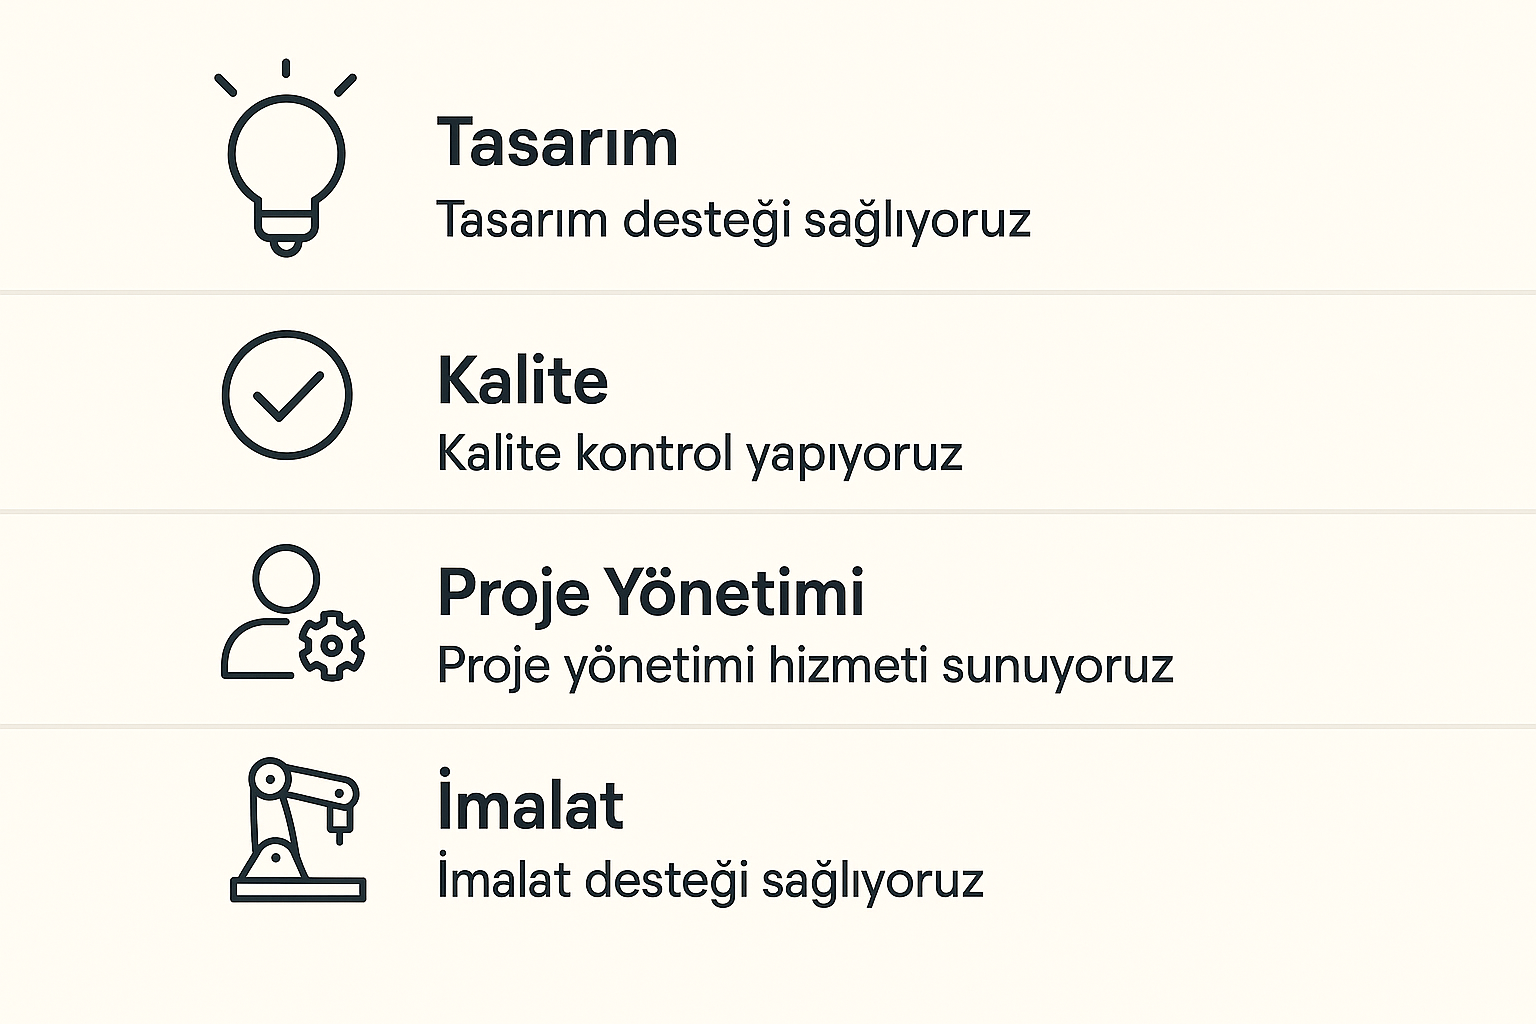 Tasarım
Tasarım desteği sağlıyoruz
Kalite
Kalite kontrol yapıyoruz
Proje Yönetimi
Proje yönetimi hizmeti sunuyoruz
İmalat
İmalat desteği sağlıyoruz